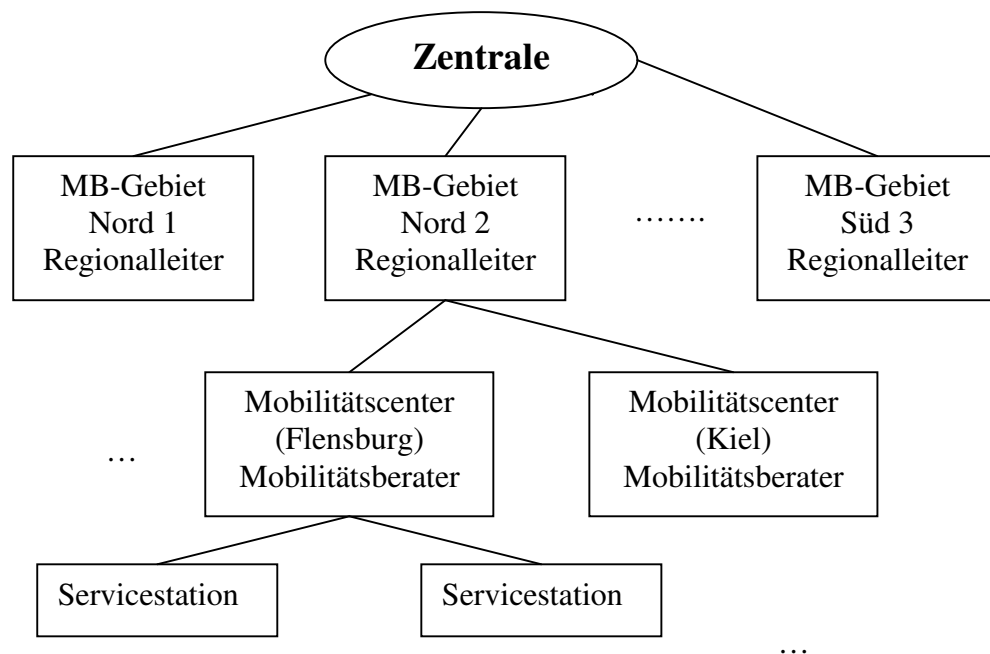 Zentrale
MB-Gebiet
Nord 1
Regionalleiter
MB-Gebiet
Nord 2
Regionalleiter
…….
MB-Gebiet
Süd 3
Regionalleiter
…
Mobilitätscenter
(Flensburg)
Mobilitätsberater
Mobilitätscenter
(Kiel)
Mobilitätsberater
Servicestation
Servicestation
…